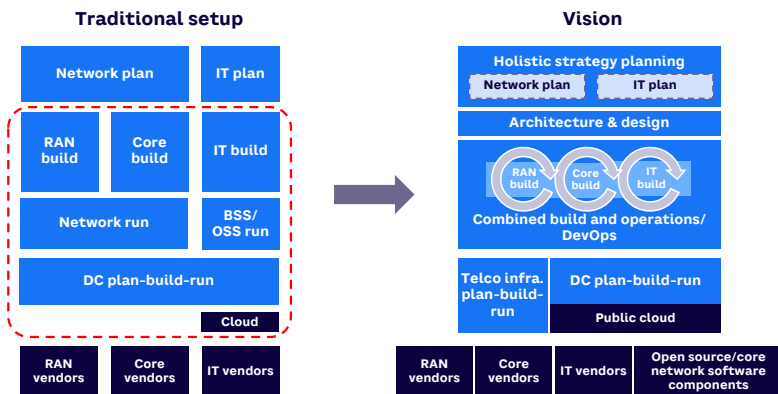 Traditional setup
Network plan
IT plan
RAN
build
Core
build
IT build
Network run
BSS/
OSS run
DC plan-build-run
Cloud
RAN
vendors
Core
vendors
IT vendors
Vision
Holistic strategy planning
Network plan
IT plan
Architecture & design
RAN
build
Core
build
IT
build
Combined build and operations/
DevOps
Telco infra.
plan-build-
run
DC plan-build-run
Public cloud
RAN
vendors
Core
vendors
IT vendors
Open source/core
network software
components